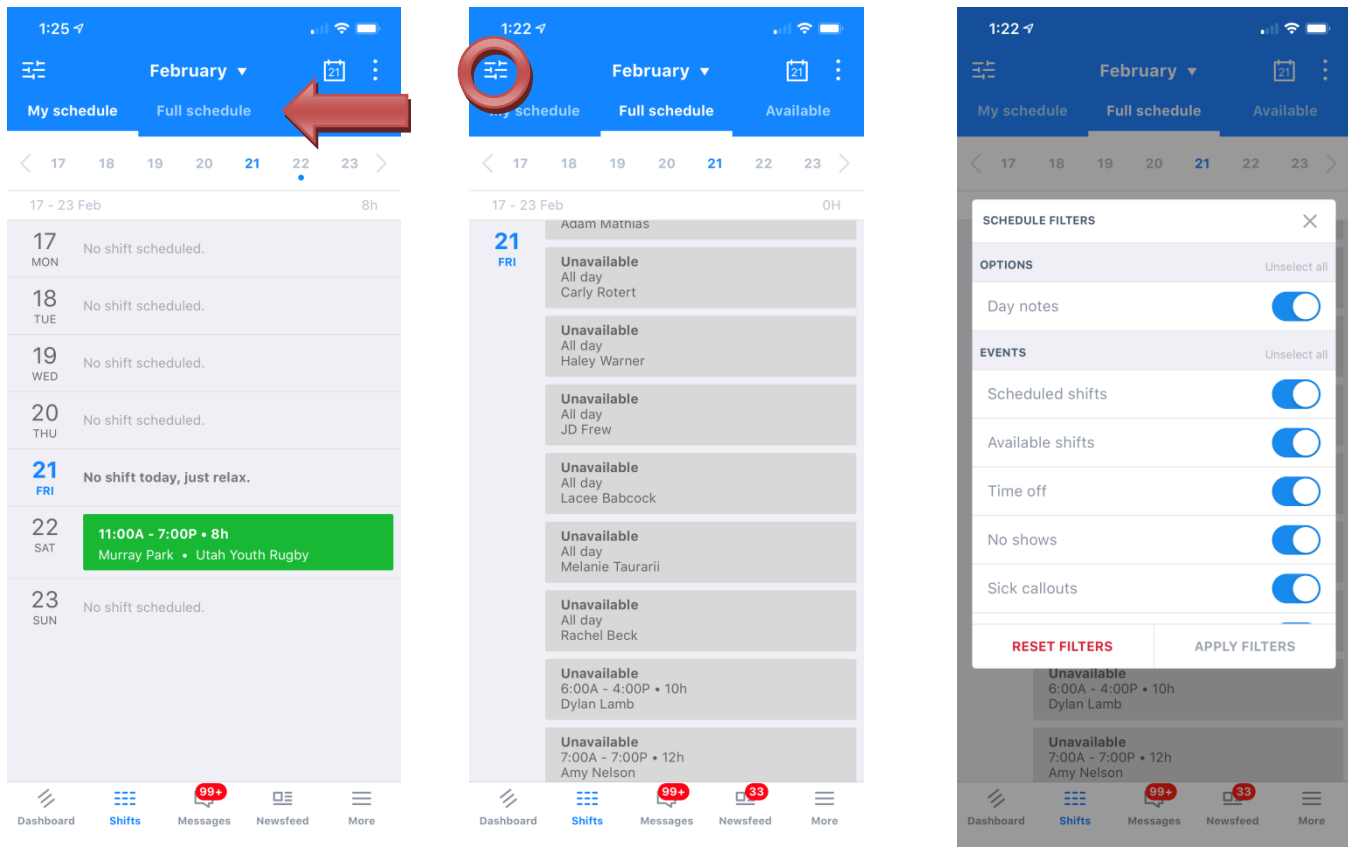 1:25
February ▼
21
My schedule Full schedule
17 18 19 20 21 22 23
17 - 23 Feb 8h
17 MON No shift scheduled.
18 TUE No shift scheduled.
19 WED No shift scheduled.
20 THU No shift scheduled.
21 FRI No shift today, just relax.
22 SAT
11:00A - 7:00P • 8h
Murray Park • Utah Youth Rugby
23 SUN No shift scheduled.
99+
Dashboard Shifts Messages Newsfeed More
1:22
February ▼
21
My schedule Full schedule Available
17 18 19 20 21 22 23
17 - 23 Feb 0H
21 FRI
Adam Mathias
Unavailable
All day
Carly Rotert
Unavailable
All day
Haley Warner
Unavailable
All day
JD Frew
Unavailable
All day
Lacee Babcock
Unavailable
All day
Melanie Taurarii
Unavailable
All day
Rachel Beck
Unavailable
6:00A - 4:00P • 10h
Dylan Lamb
Unavailable
7:00A - 7:00P • 12h
Amy Nelson
99+ 33
Dashboard Shifts Messages Newsfeed More
1:22
February ▼
21
My schedule Full schedule Available
17 18 19 20 21 22 23
SCHEDULE FILTERS
OPTIONS Unselect all
Day notes
EVENTS Unselect all
Scheduled shifts
Available shifts
Time off
No shows
Sick callouts
RESET FILTERS APPLY FILTERS
Unavailable
6:00A - 4:00P • 10h
Dylan Lamb
Unavailable
7:00A - 7:00P • 12h
Amy Nelson
99+ 33
Dashboard Shifts Messages Newsfeed More